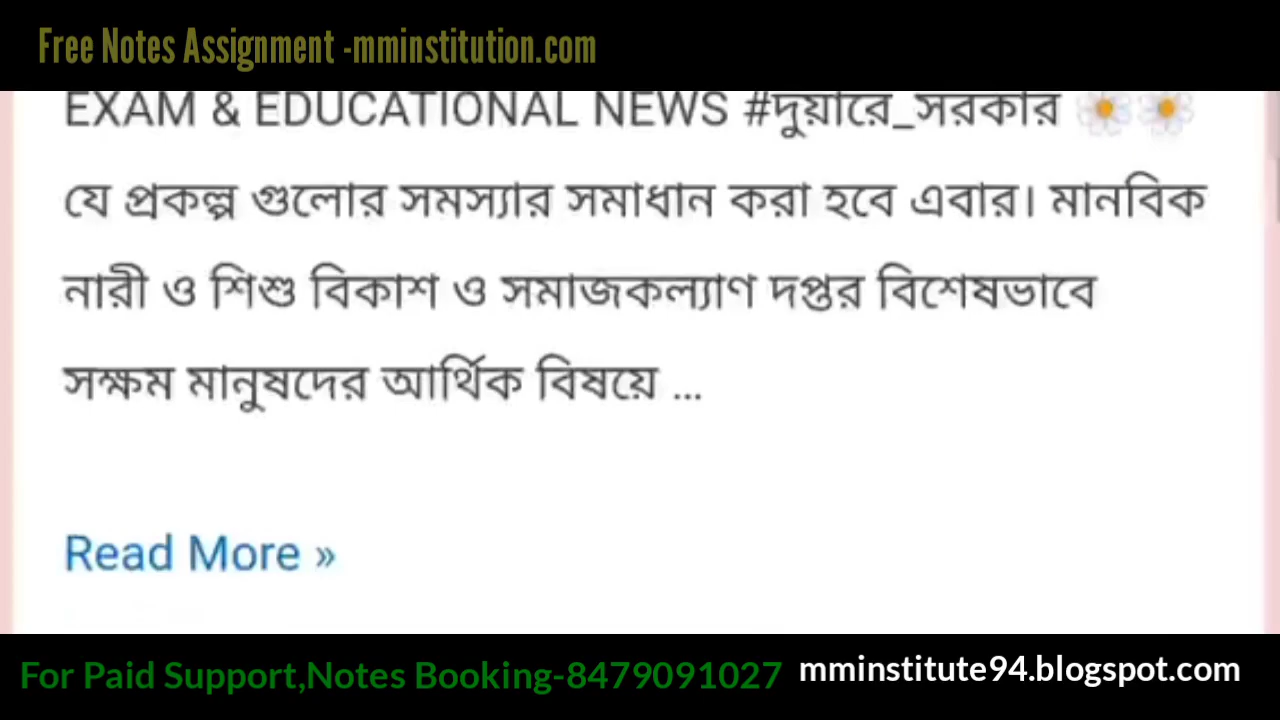 Free Notes Assignment -mminstitution.com
EXAM & EDUCATIONAL NEWS #দুয়ারে_সরকার
যে প্রকল্প গুলোর সমস্যার সমাধান করা হবে এবার। মানবিক
নারী ও শিশু বিকাশ ও সমাজকল্যাণ দপ্তর বিশেষভাবে
সক্ষম মানুষদের আর্থিক বিষয়ে ...
Read More »
For Paid Support,Notes Booking-8479091027 mminstitute94.blogspot.com